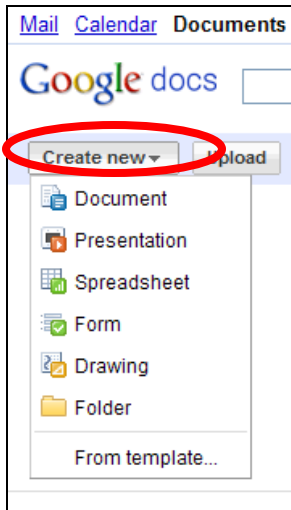 Mail Calendar Documents
Google docs
Create new Upload
Document
Presentation
Spreadsheet
Form
Drawing
Folder
From template...